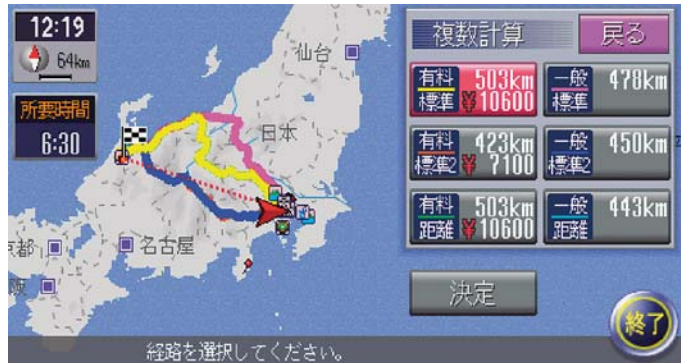 12:19
64km
所要時間
6:30
仙台
日本
名古屋
複数計算
戻る
有料
標準
503km
¥10600
一般
標準
478km
有料
標準2
423km
¥7100
一般
標準2
450km
有料
距離
503km
¥10600
一般
距離
443km
決定
終了
経路を選択してください。